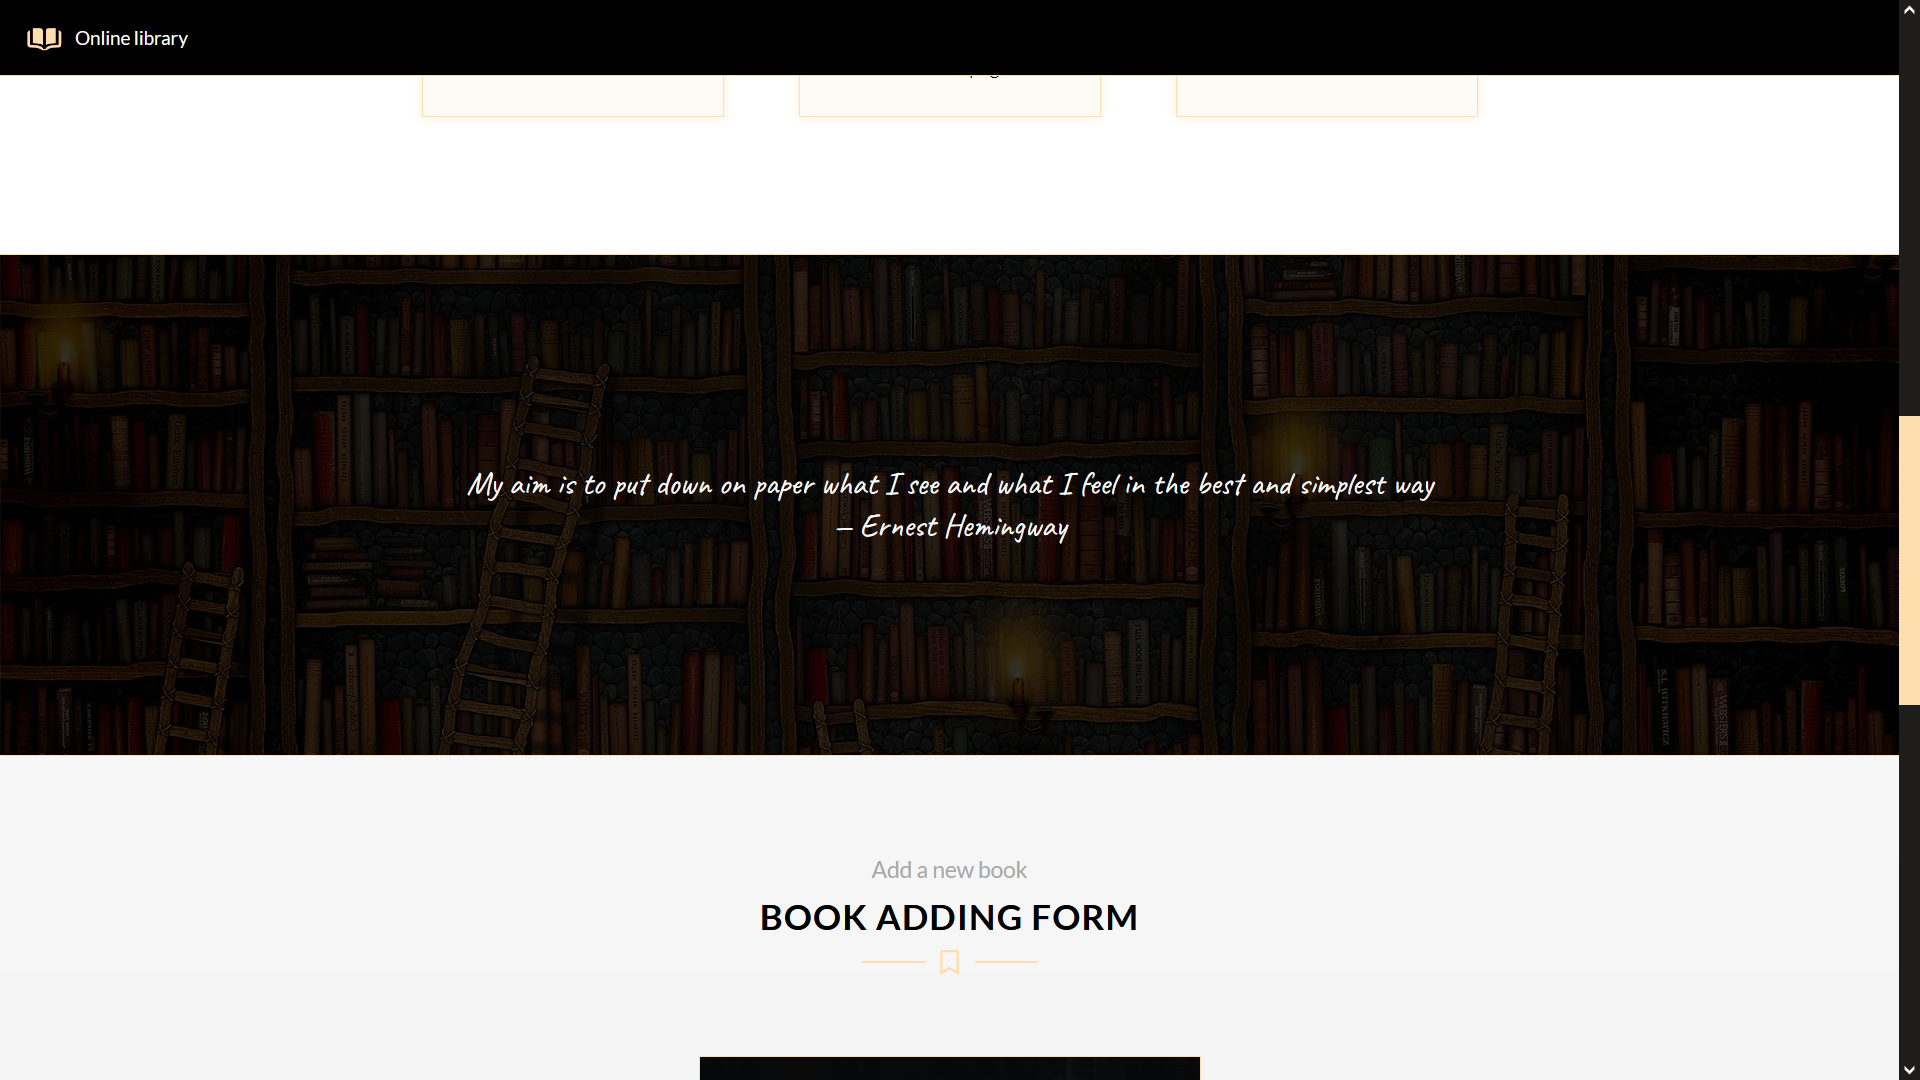 Online library
My aim is to put down on paper what I see and what I feel in the best and simplest way
– Ernest Hemingway
Add a new book
BOOK ADDING FORM